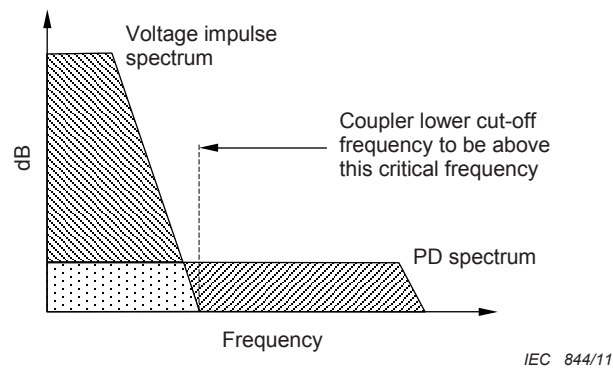 Voltage impulse
spectrum
Coupler lower cut-off
frequency to be above
this critical frequency
dB
PD spectrum
Frequency
IEC 844/11